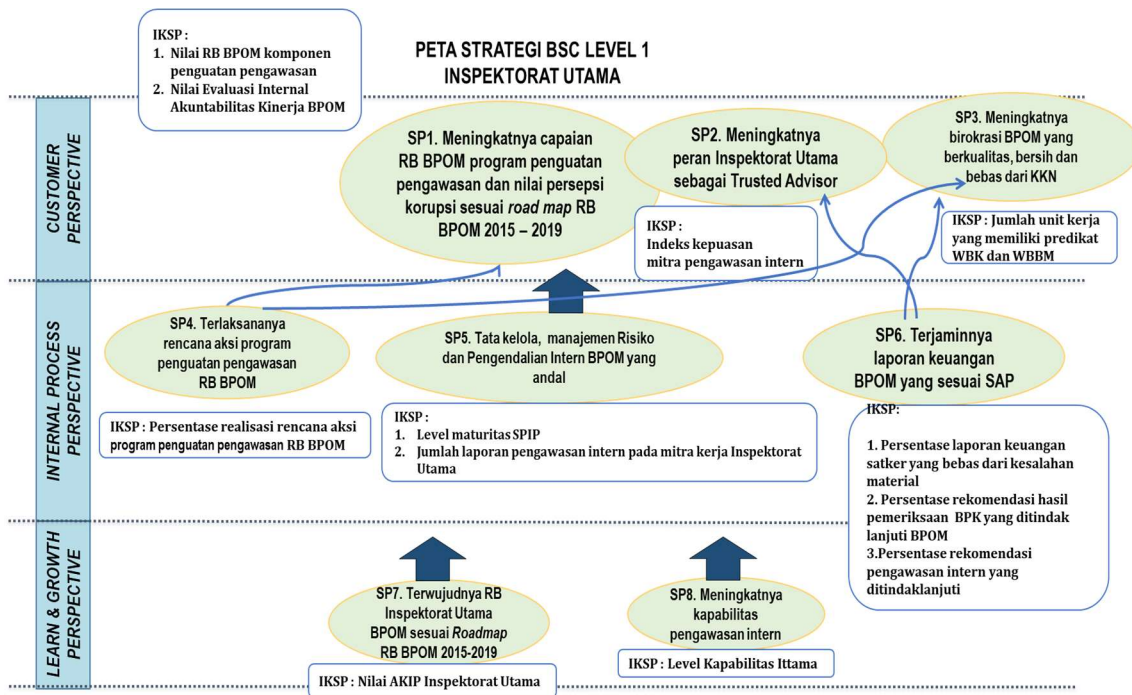 IKSP :
1. Nilai RB BPOM komponen
penguatan pengawasan
2. Nilai Evaluasi Internal
Akuntabilitas Kinerja BPOM
PETA STRATEGI BSC LEVEL 1
INSPEKTORAT UTAMA
CUSTOMER
PERSPECTIVE
SP1. Meningkatnya capaian
RB BPOM program penguatan
pengawasan dan nilai persepsi
korupsi sesuai road map RB
BPOM 2015 – 2019
SP2. Meningkatnya
peran Inspektorat Utama
sebagai Trusted Advisor
SP3. Meningkatnya
birokrasi BPOM yang
berkualitas, bersih dan
bebas dari KKN
IKSP :
Indeks kepuasan
mitra pengawasan intern
IKSP : Jumlah unit kerja
yang memiliki predikat
WBK dan WBBM
INTERNAL PROCESS
PERSPECTIVE
SP4. Terlaksananya
rencana aksi program
penguatan pengawasan
RB BPOM
SP5. Tata kelola, manajemen Risiko
dan Pengendalian Intern BPOM yang
andal
SP6. Terjaminnya
laporan keuangan
BPOM yang sesuai SAP
IKSP : Persentase realisasi rencana aksi
program penguatan pengawasan RB BPOM
IKSP :
1. Level maturitas SPIP
2. Jumlah laporan pengawasan intern pada mitra kerja Inspektorat
Utama
IKSP:
1. Persentase laporan keuangan
satker yang bebas dari kesalahan
material
2. Persentase rekomendasi hasil
pemeriksaan BPK yang ditindak
lanjuti BPOM
3.Persentase rekomendasi
pengawasan intern yang
ditindaklanjuti
LEARN & GROWTH
PERSPECTIVE
SP7. Terwujudnya RB
Inspektorat Utama
BPOM sesuai Roadmap
RB BPOM 2015-2019
SP8. Meningkatnya
kapabilitas
pengawasan intern
IKSP : Nilai AKIP Inspektorat Utama
IKSP : Level Kapabilitas Ittama